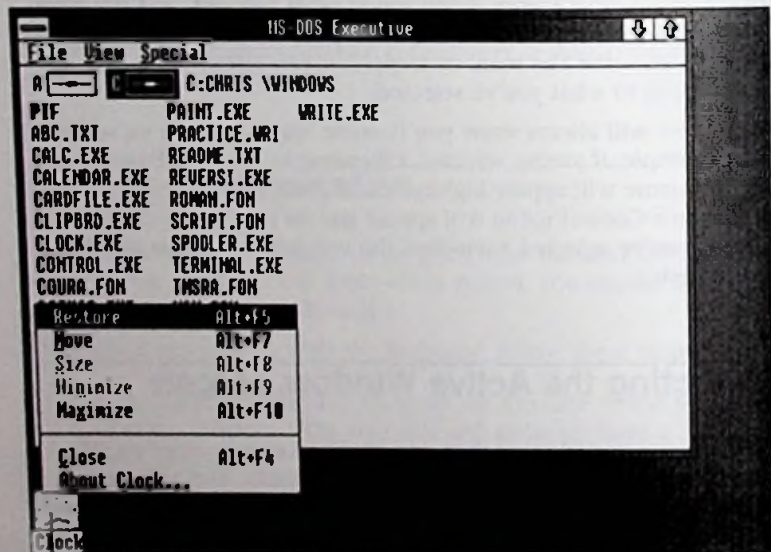 MS-DOS Executive
File View Special
A C C:CHRIS \WINDOWS
PIF PAINT.EXE WRITE.EXE
ABC.TXT PRACTICE.WRI
CALC.EXE README.TXT
CALENDAR.EXE REVERSI.EXE
CARDFILE.EXE ROMAN.FON
CLIPBRD.EXE SCRIPT.FON
CLOCK.EXE SPOOLER.EXE
CONTROL.EXE TERMINAL.EXE
COURA.FON TMSRA.FON
Restore Alt+F5
Move Alt+F7
Size Alt+F8
Minimize Alt+F9
Maximize Alt+F10
Close Alt+F4
About Clock...
Clock